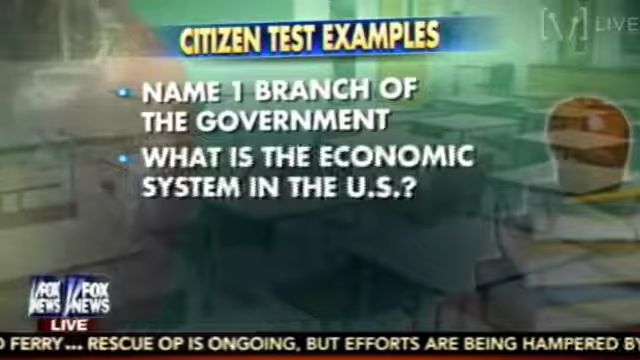 [V] LIVE
CITIZEN TEST EXAMPLES
• NAME 1 BRANCH OF
THE GOVERNMENT
• WHAT IS THE ECONOMIC
SYSTEM IN THE U.S.?
FOX NEWS FOX NEWS
LIVE
FERRY... RESCUE OP IS ONGOING, BUT EFFORTS ARE BEING HAMPERED B